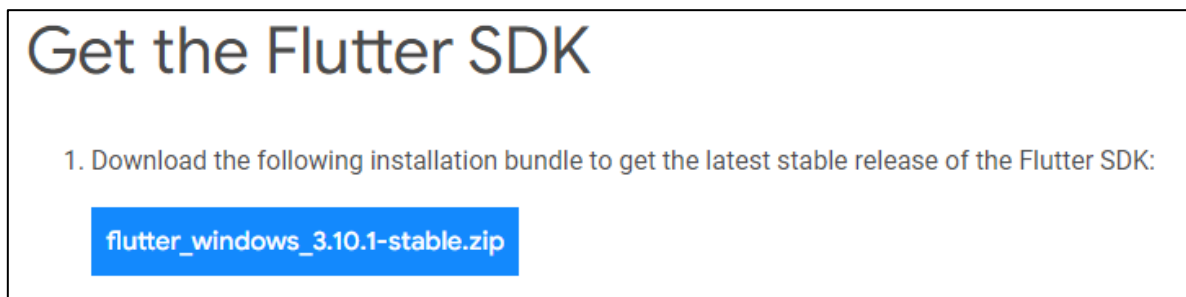 Get the Flutter SDK
1. Download the following installation bundle to get the latest stable release of the Flutter SDK:
flutter_windows_3.10.1-stable.zip